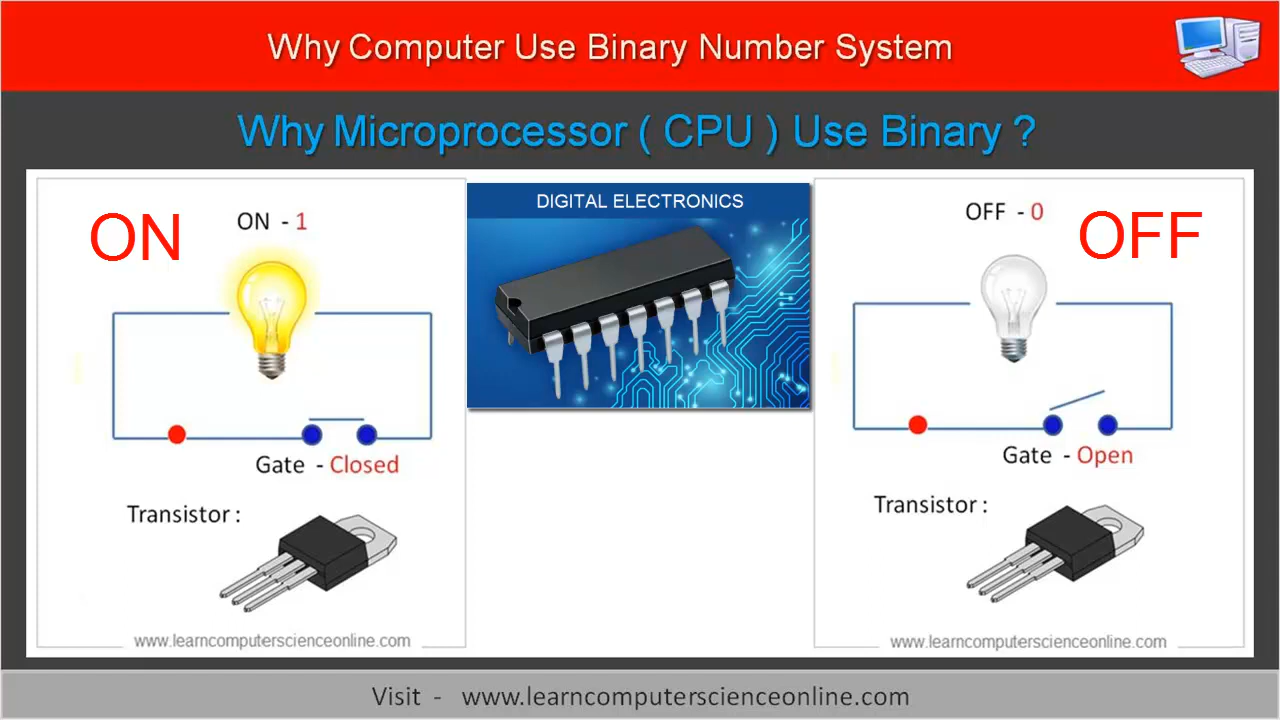 Why Computer Use Binary Number System
Why Microprocessor ( CPU ) Use Binary ?
ON
ON - 1
Gate - Closed
Transistor :
www.learncomputerscienceonline.com
DIGITAL ELECTRONICS
OFF - 0
OFF
Gate - Open
Transistor :
www.learncomputerscienceonline.com
Visit - www.learncomputerscienceonline.com